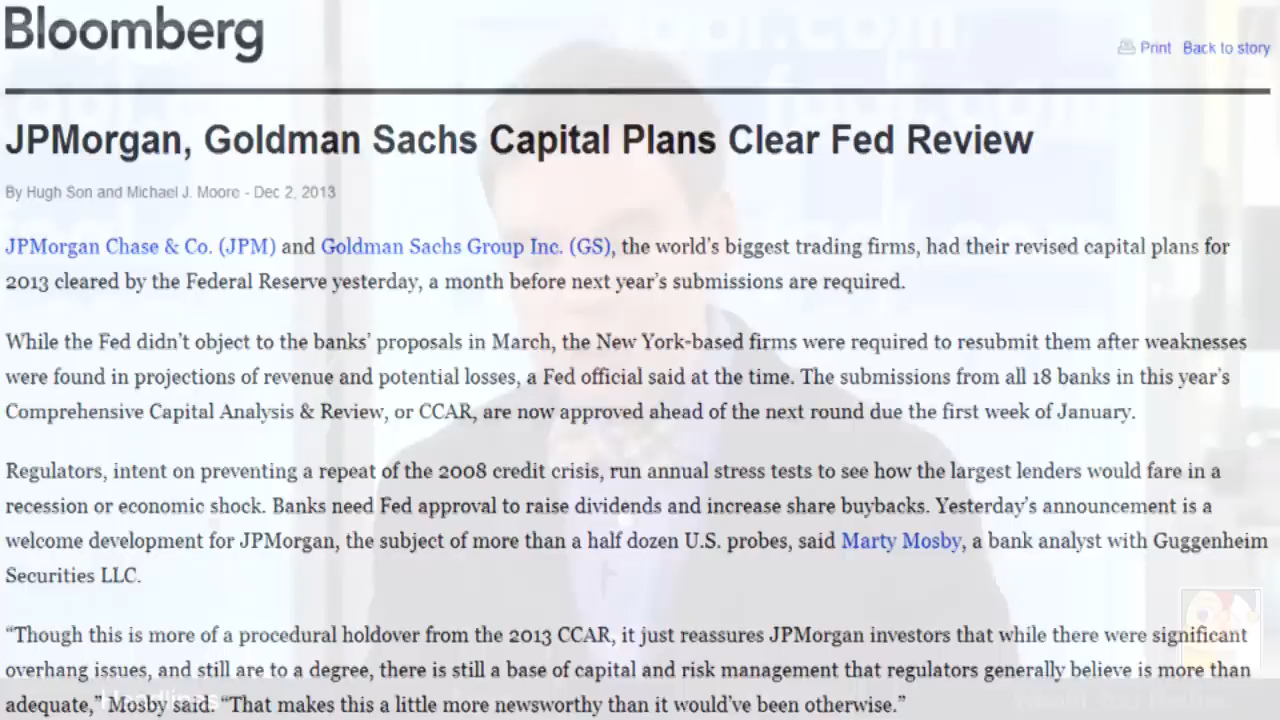 Bloomberg
Print Back to story
JPMorgan, Goldman Sachs Capital Plans Clear Fed Review
By Hugh Son and Michael J. Moore - Dec 2, 2013
JPMorgan Chase & Co. (JPM) and Goldman Sachs Group Inc. (GS), the world's biggest trading firms, had their revised capital plans for
2013 cleared by the Federal Reserve yesterday, a month before next year's submissions are required.
While the Fed didn't object to the banks' proposals in March, the New York-based firms were required to resubmit them after weaknesses
were found in projections of revenue and potential losses, a Fed official said at the time. The submissions from all 18 banks in this year's
Comprehensive Capital Analysis & Review, or CCAR, are now approved ahead of the next round due the first week of January.
Regulators, intent on preventing a repeat of the 2008 credit crisis, run annual stress tests to see how the largest lenders would fare in a
recession or economic shock. Banks need Fed approval to raise dividends and increase share buybacks. Yesterday's announcement is a
welcome development for JPMorgan, the subject of more than a half dozen U.S. probes, said Marty Mosby, a bank analyst with Guggenheim
Securities LLC.
“Though this is more of a procedural holdover from the 2013 CCAR, it just reassures JPMorgan investors that while there were significant
overhang issues, and still are to a degree, there is still a base of capital and risk management that regulators generally believe is more than
adequate,” Mosby said. “That makes this a little more newsworthy than it would've been otherwise.”
Headlines
fool.com